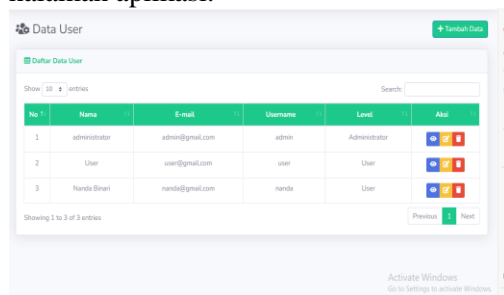 halaman aplikasi.
Data User
+ Tambah Data
Daftar Data User
Show 10 entries
Search:
No Nama E-mail Username Level Aksi
1 administrator admin@gmail.com admin Administrator
2 User user@gmail.com user User
3 Nanda Binari nanda@gmail.com nanda User
Showing 1 to 3 of 3 entries
Previous 1 Next
Activate Windows
Go to Settings to activate Windows.